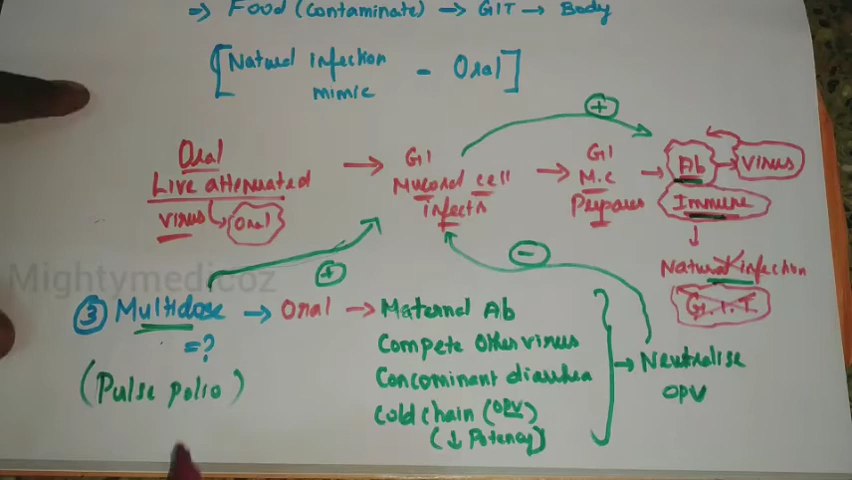 ⇒ Food (contaminate) → GIT → Body
[Natural infection mimic - Oral]
+
Oral
Live attenuated virus → Oral
→ GI Mucosal cell infectn
→ GI M.C Prepares
→ Ab → virus
Immune
↓
Natural infection
G.I.T
+
-
Mightymedicoz
③ Multidose → Oral → Maternal Ab
= ?
Compete other virus
(Pulse polio)
Concominant diarrhea
Cold chain (OPV)
(↓ Potency)
→ Neutralise
OPV